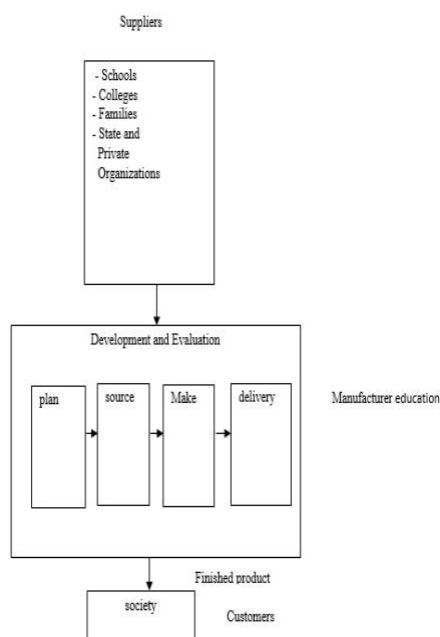 Suppliers
- Schools
- Colleges
- Families
- State and
Private
Organizations
Development and Evaluation
plan
source
Make
delivery
Manufacturer education
Finished product
society
Customers